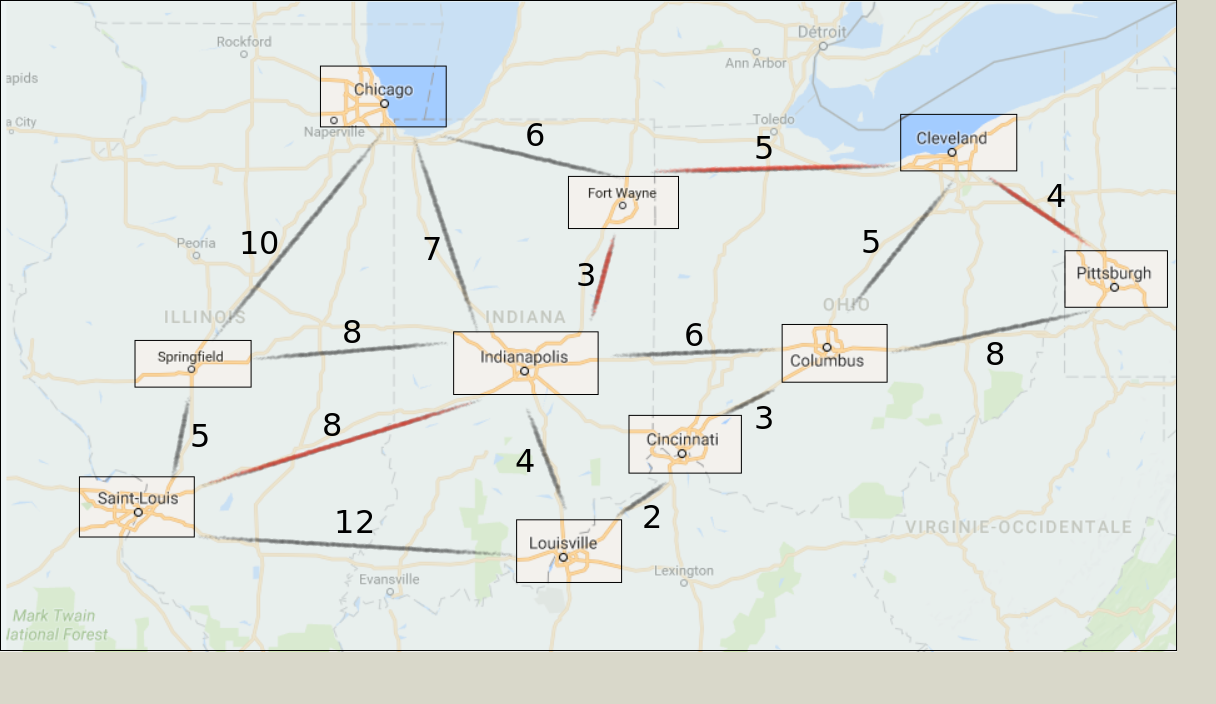 Détroit
Rockford
Ann Arbor
apids
Chicago
6
Toledo
a City
Naperville
5
Cleveland
4
Fort Wayne
10
7
3
5
Peoria
Pittsburgh
ILLINOIS
INDIANA
OHIO
8
6
8
Springfield
Indianapolis
Columbus
5
8
3
4
Cincinnati
Saint-Louis
12
2
VIRGINIE-OCCIDENTALE
Louisville
Evansville
Lexington
Mark Twain
lational Forest